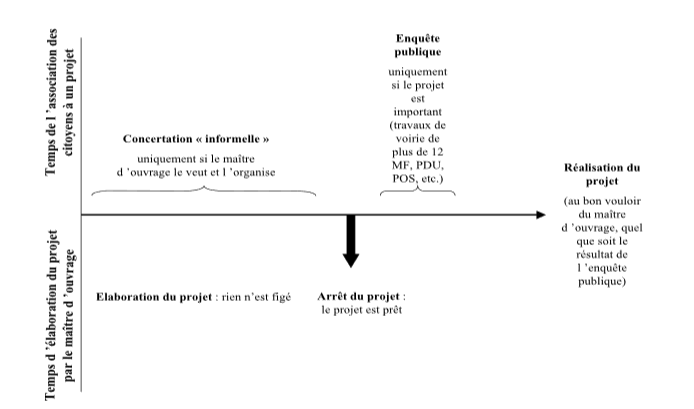 Temps de l ’association des
citoyens à un projet
Enquête
publique
uniquement
si le projet
est
important
(travaux de
voirie de
plus de 12
MF, PDU,
POS, etc.)
Concertation « informelle »
uniquement si le maître
d ’ouvrage le veut et l ’organise
Réalisation du
projet
(au bon vouloir
du maître
d ’ouvrage, quel
que soit le
résultat de
l ’enquête
publique)
Temps d ’élaboration du projet
par le maître d ’ouvrage
Elaboration du projet : rien n’est figé
Arrêt du projet :
le projet est prêt